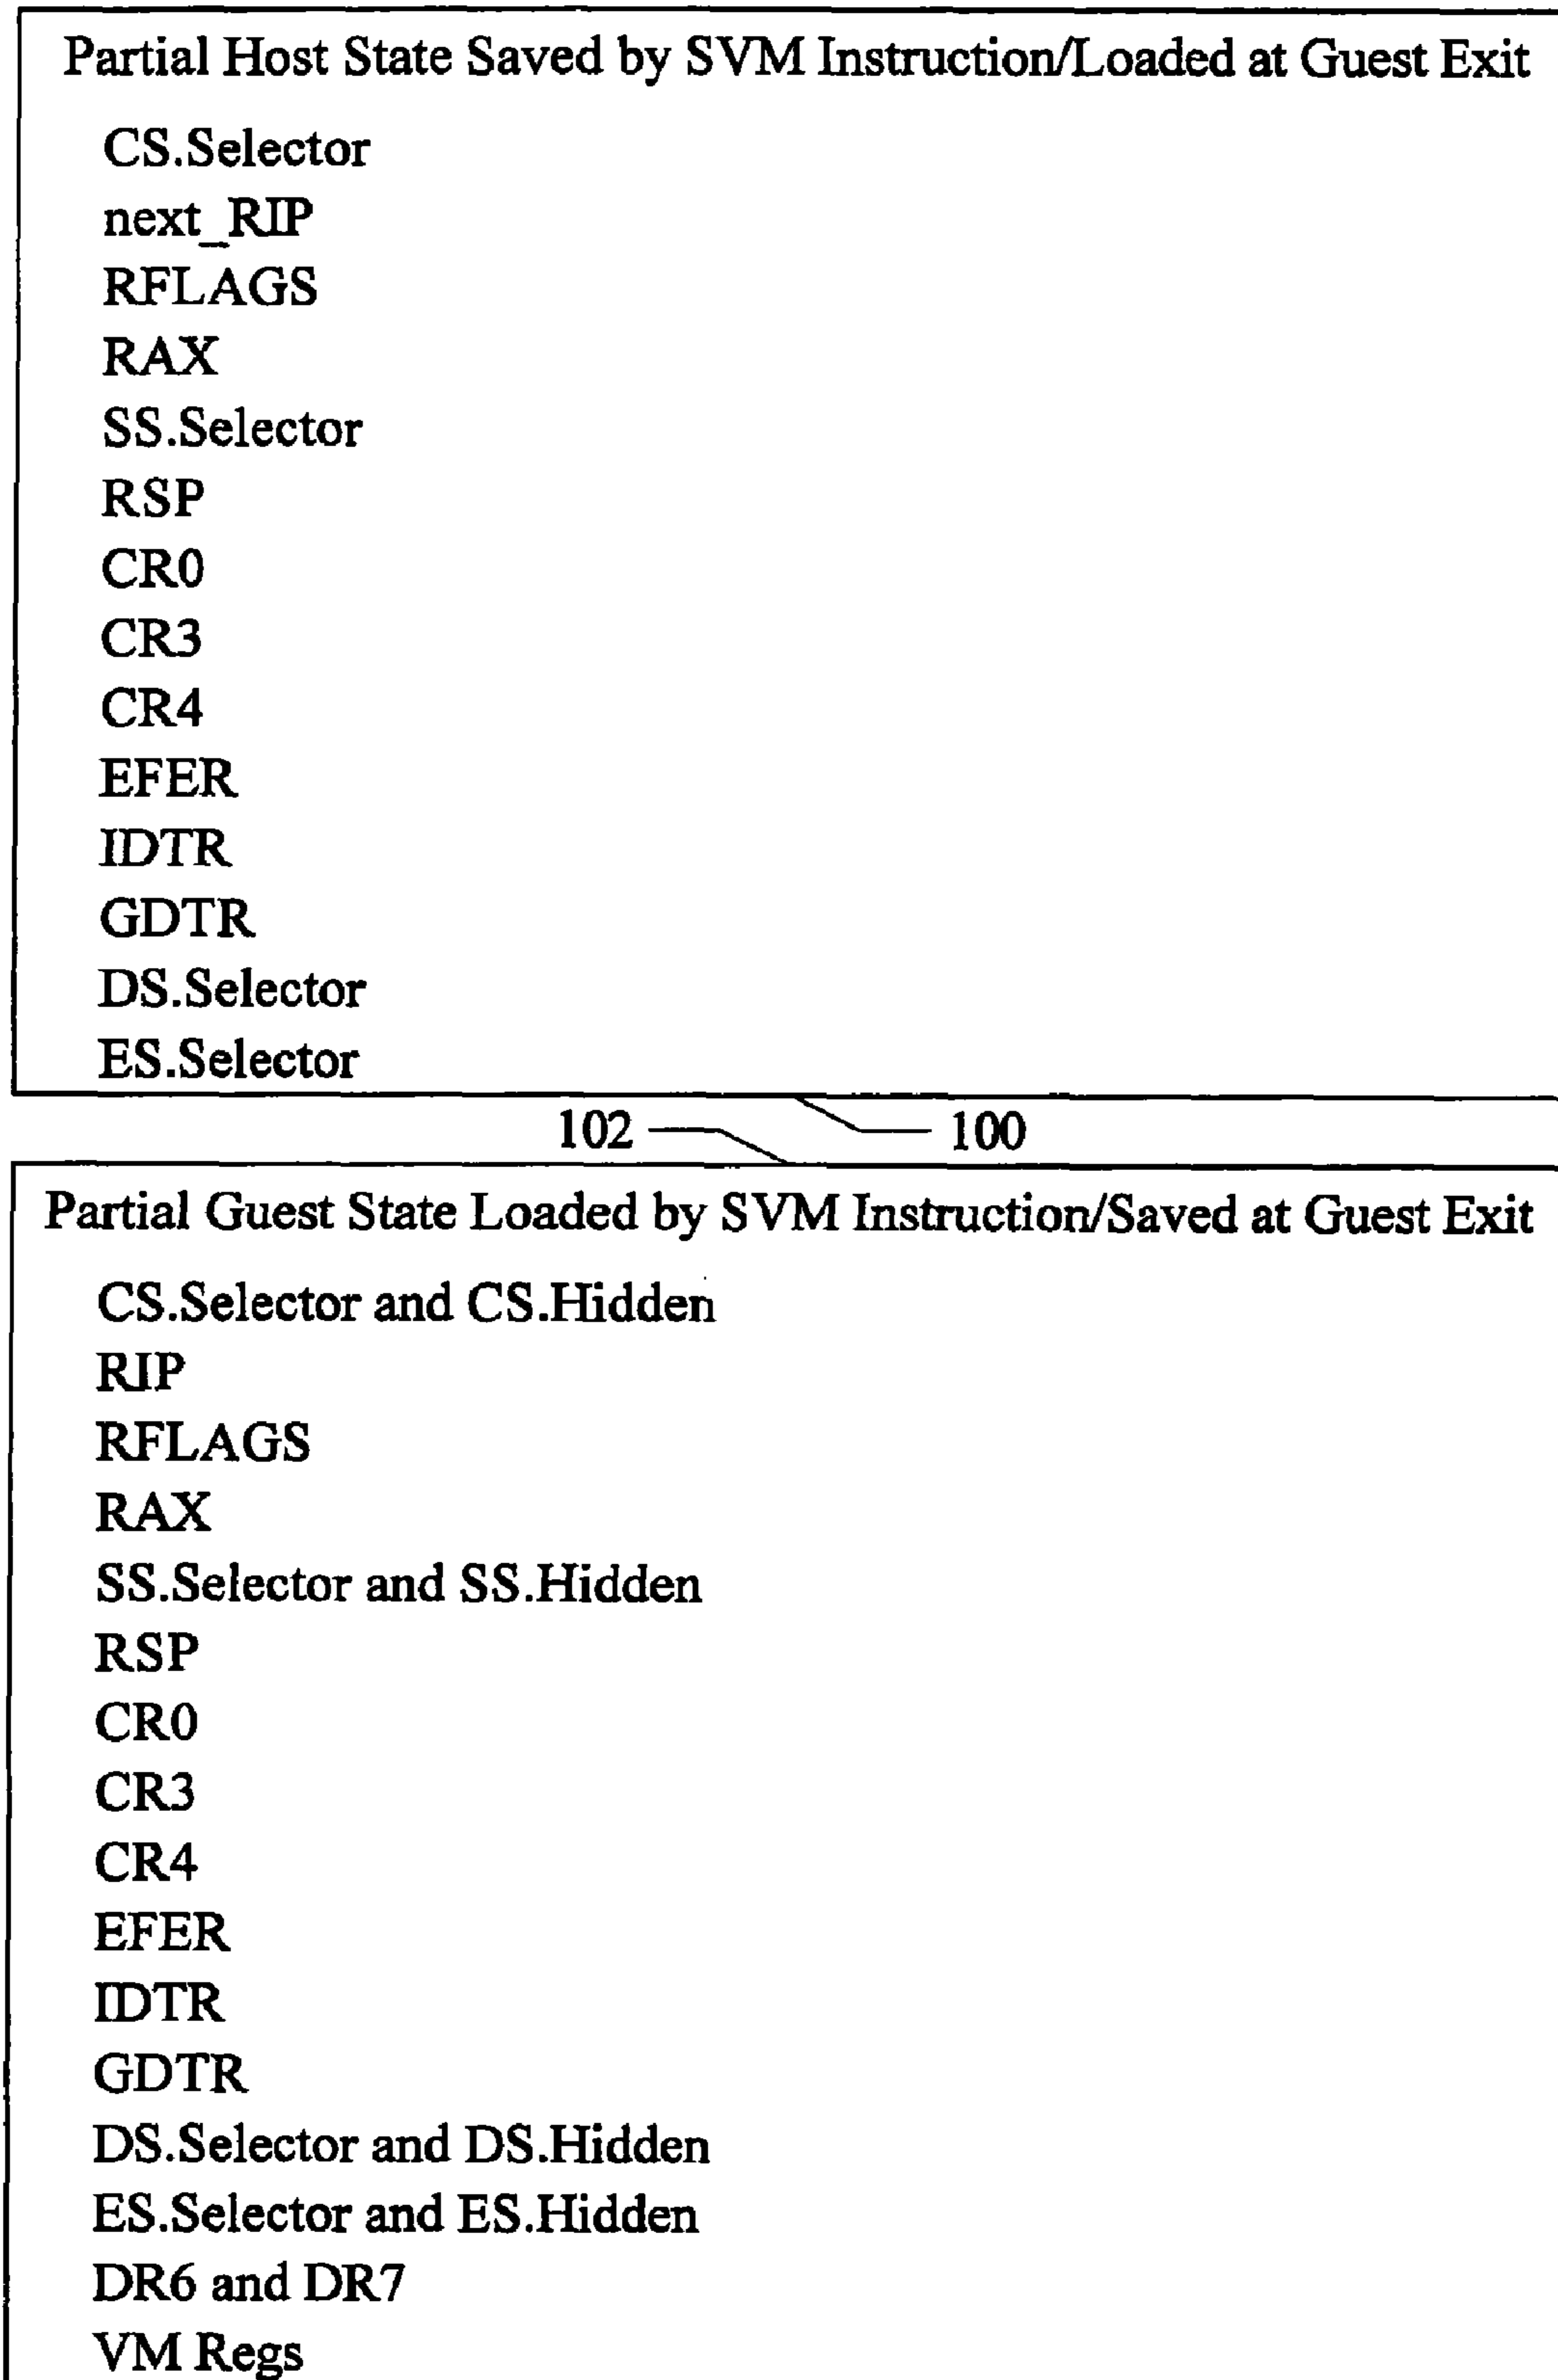 Partial Host State Saved by SVM Instruction/Loaded at Guest Exit
CS.Selector
next_RIP
RFLAGS
RAX
SS.Selector
RSP
CR0
CR3
CR4
EFER
IDTR
GDTR
DS.Selector
ES.Selector
102 100
Partial Guest State Loaded by SVM Instruction/Saved at Guest Exit
CS.Selector and CS.Hidden
RIP
RFLAGS
RAX
SS.Selector and SS.Hidden
RSP
CR0
CR3
CR4
EFER
IDTR
GDTR
DS.Selector and DS.Hidden
ES.Selector and ES.Hidden
DR6 and DR7
VM Regs